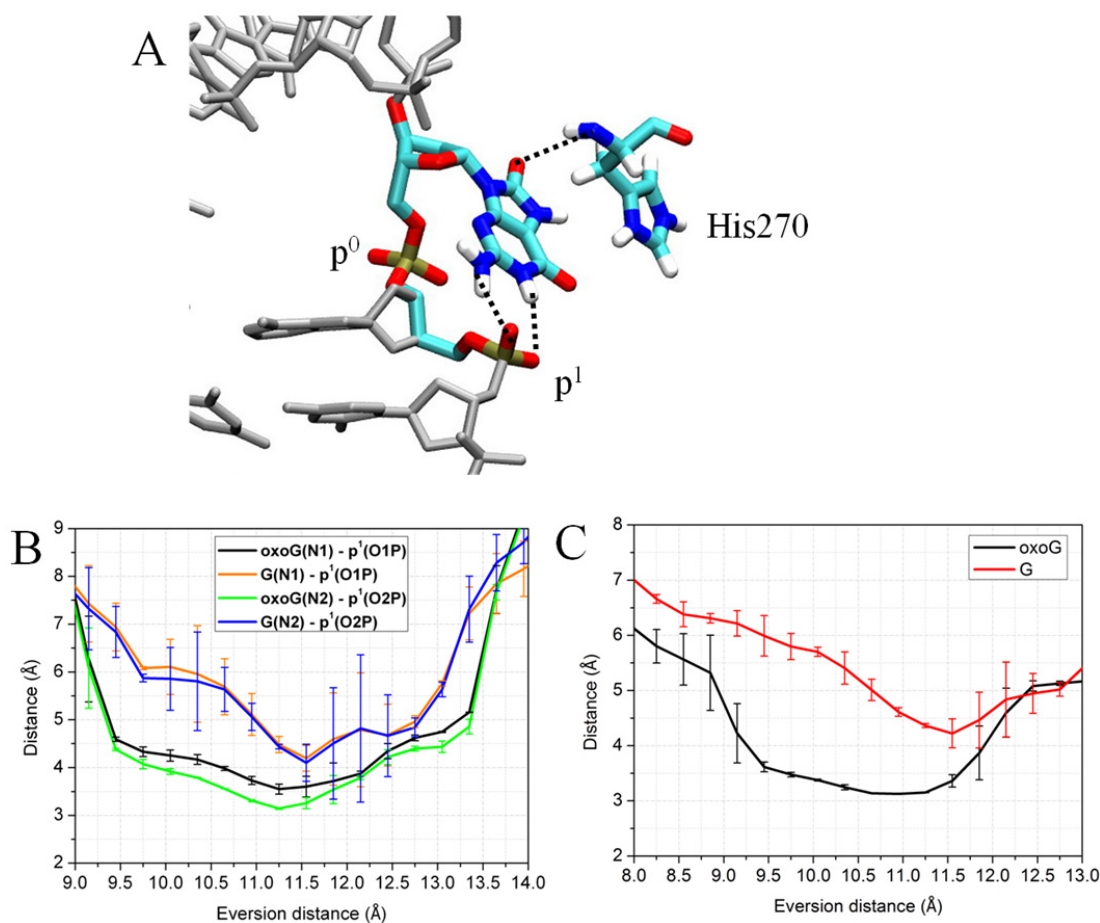 A
p⁰
His270
p¹
B
oxoG(N1) - p¹(O1P)
G(N1) - p¹(O1P)
oxoG(N2) - p¹(O2P)
G(N2) - p¹(O2P)
Distance (Å)
9
8
7
6
5
4
3
2
9.0 9.5 10.0 10.5 11.0 11.5 12.0 12.5 13.0 13.5 14.0
Eversion distance (Å)
C
oxoG
G
Distance (Å)
8
7
6
5
4
3
2
8.0 8.5 9.0 9.5 10.0 10.5 11.0 11.5 12.0 12.5 13.0
Eversion distance (Å)